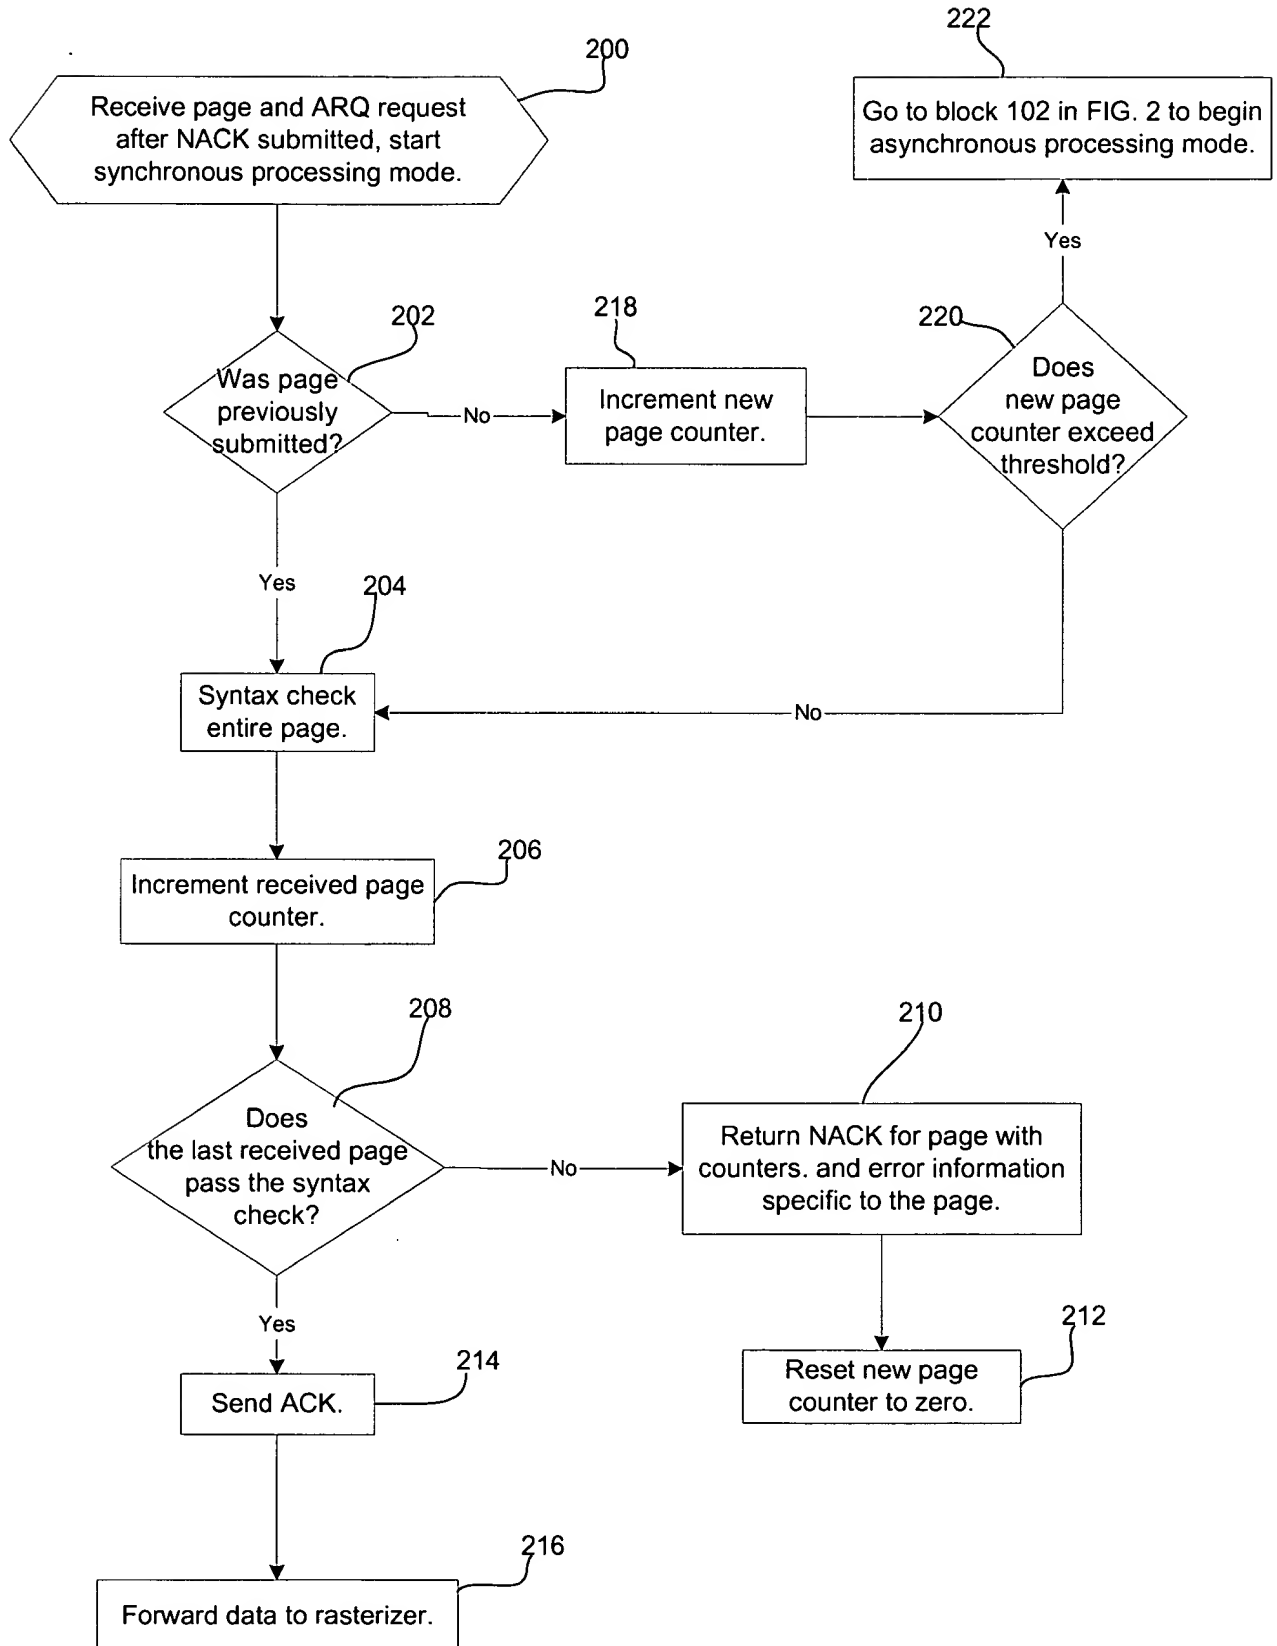 222
200
Receive page and ARQ request
after NACK submitted, start
synchronous processing mode.
Go to block 102 in FIG. 2 to begin
asynchronous processing mode.
Yes
202
218
220
Was page
previously
submitted?
No
Increment new
page counter.
Does
new page
counter exceed
threshold?
Yes
204
Syntax check
entire page.
No
206
Increment received page
counter.
208
210
Does
the last received page
pass the syntax
check?
No
Return NACK for page with
counters. and error information
specific to the page.
Yes
212
214
Reset new page
counter to zero.
Send ACK.
216
Forward data to rasterizer.